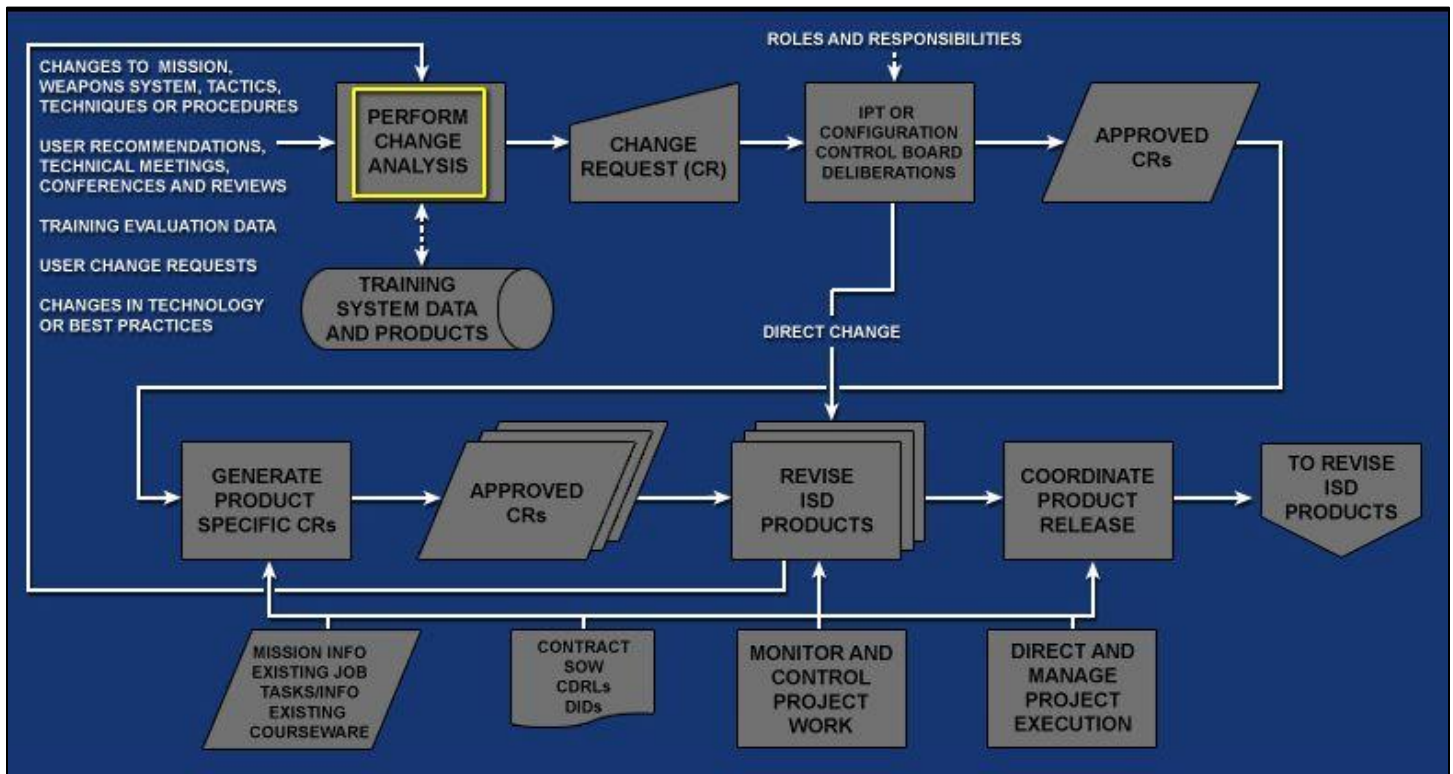 ROLES AND RESPONSIBILITIES
CHANGES TO MISSION,
WEAPONS SYSTEM, TACTICS,
TECHNIQUES OR PROCEDURES
USER RECOMMENDATIONS,
TECHNICAL MEETINGS,
CONFERENCES AND REVIEWS
TRAINING EVALUATION DATA
USER CHANGE REQUESTS
CHANGES IN TECHNOLOGY
OR BEST PRACTICES
PERFORM
CHANGE
ANALYSIS
CHANGE
REQUEST (CR)
IPT OR
CONFIGURATION
CONTROL BOARD
DELIBERATIONS
APPROVED
CRs
TRAINING
SYSTEM DATA
AND PRODUCTS
DIRECT CHANGE
GENERATE
PRODUCT
SPECIFIC CRs
APPROVED
CRs
REVISE
ISD
PRODUCTS
COORDINATE
PRODUCT
RELEASE
TO REVISE
ISD
PRODUCTS
MISSION INFO
EXISTING JOB
TASKS/INFO
EXISTING
COURSEWARE
CONTRACT
SOW
CDRLs
DIDs
MONITOR AND
CONTROL
PROJECT
WORK
DIRECT AND
MANAGE
PROJECT
EXECUTION